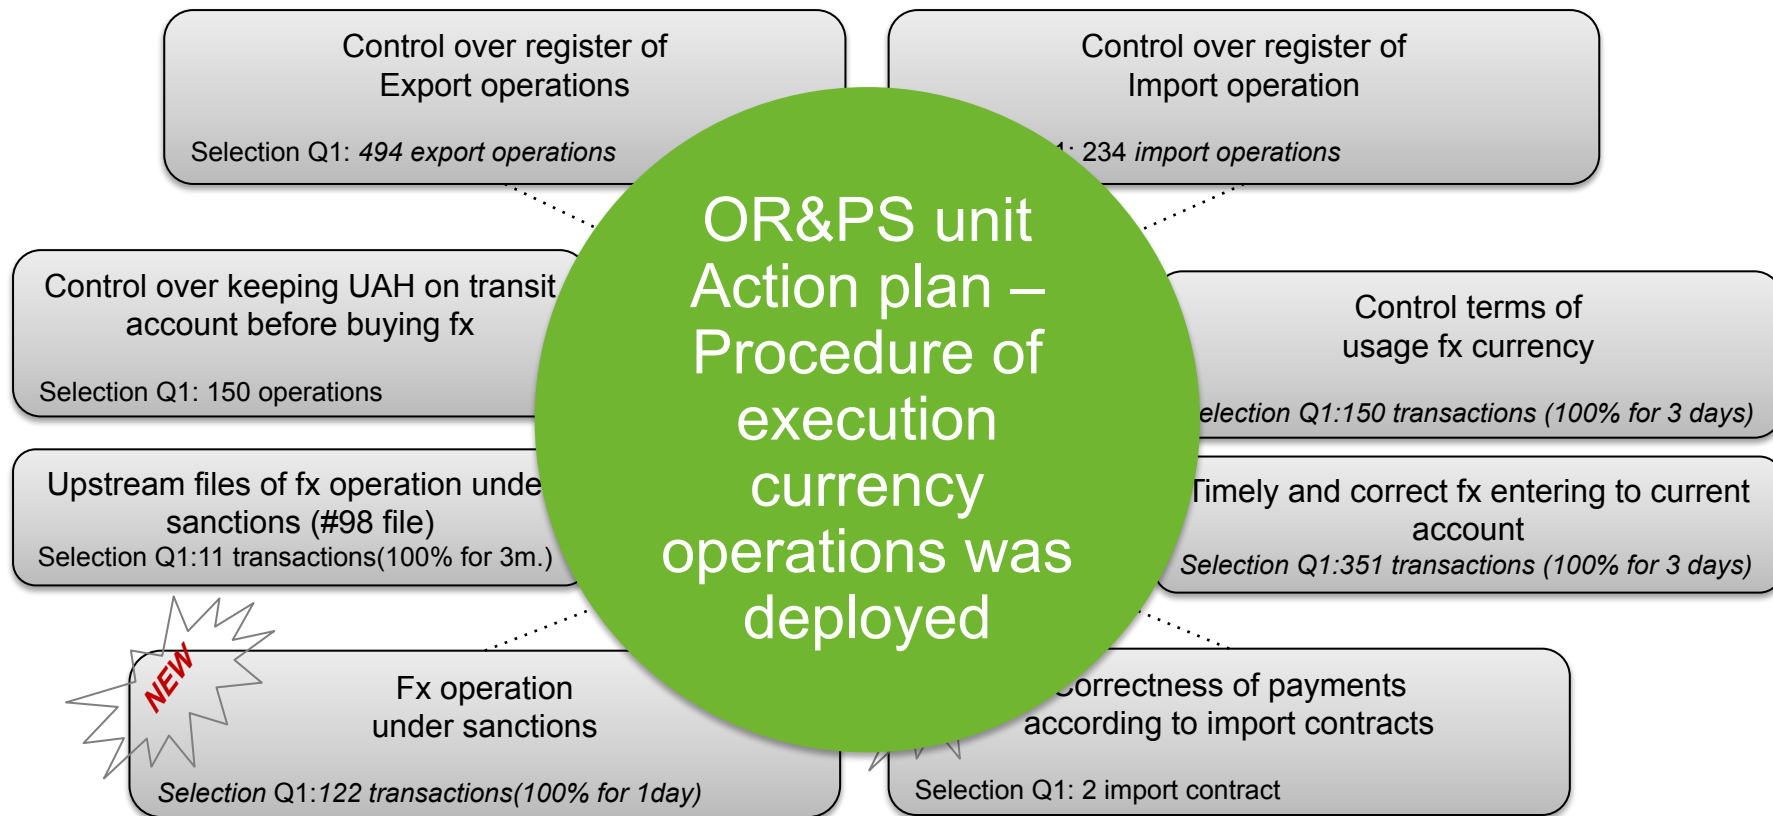 Control over register of
Export operations
Selection Q1: 494 export operations
Control over register of
Import operation
1: 234 import operations
Control over keeping UAH on transit
account before buying fx
Selection Q1: 150 operations
Upstream files of fx operation unde
sanctions (#98 file)
Selection Q1:11 transactions(100% for 3m.)
NEW
Fx operation
under sanctions
Selection Q1:122 transactions(100% for 1day)
OR&PS unit
Action plan –
Procedure of
execution
currency
operations was
deployed
Control terms of
usage fx currency
election Q1:150 transactions (100% for 3 days)
Timely and correct fx entering to current
account
Selection Q1:351 transactions (100% for 3 days)
Correctness of payments
according to import contracts
Selection Q1: 2 import contract